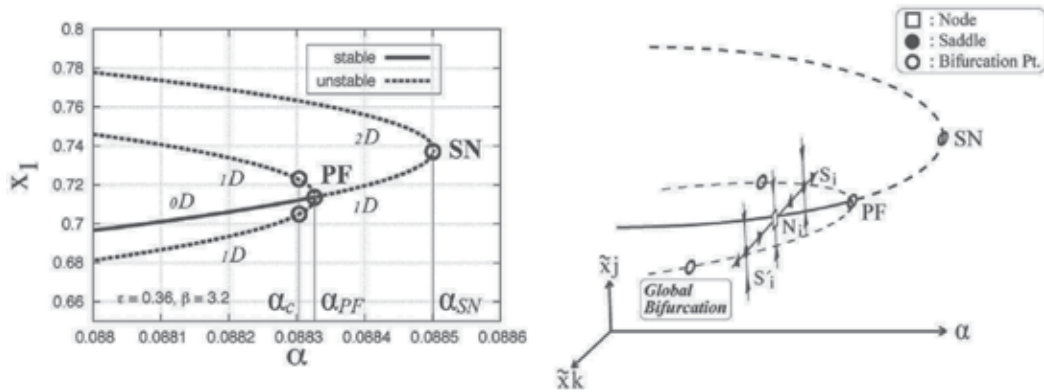 0.8
0.78
0.76
0.74
0.72
0.7
0.68
0.66
x1
stable
unstable
2D
SN
1D
PF
0D
1D
1D
ε = 0.36, β = 3.2
αc
αPF
αSN
0.088
0.0881
0.0882
0.0883
0.0884
0.0885
0.0886
α
: Node
: Saddle
: Bifurcation Pt.
SN
Si
PF
Ni
S'i
x̃j
Global
Bifurcation
α
x̃k